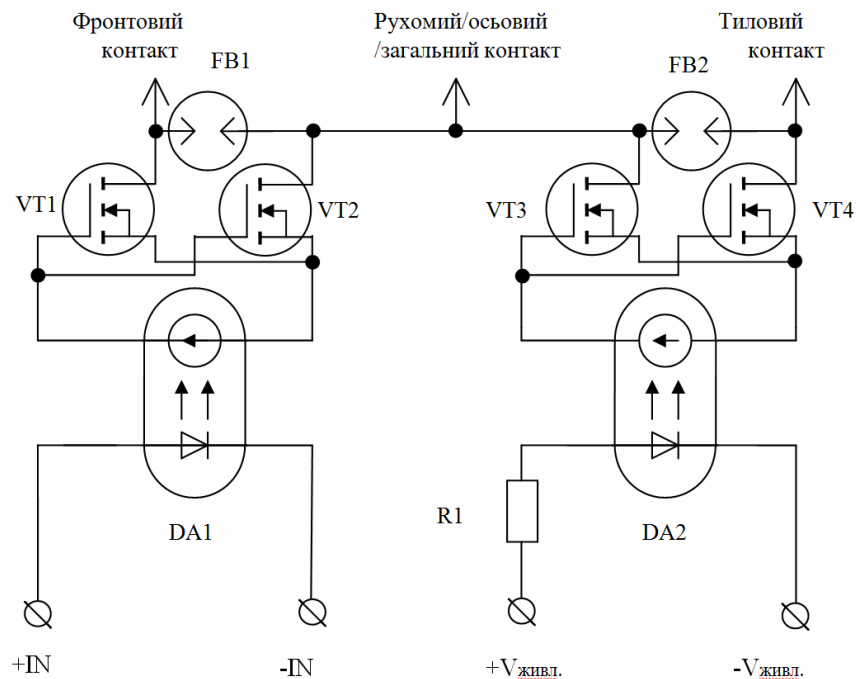 Фронтовий
контакт
Рухомий/осьовий
/загальний контакт
Тиловий
контакт
FB1
FB2
VT1
VT2
VT3
VT4
R1
DA1
DA2
+IN
-IN
+Vживл.
-Vживл.